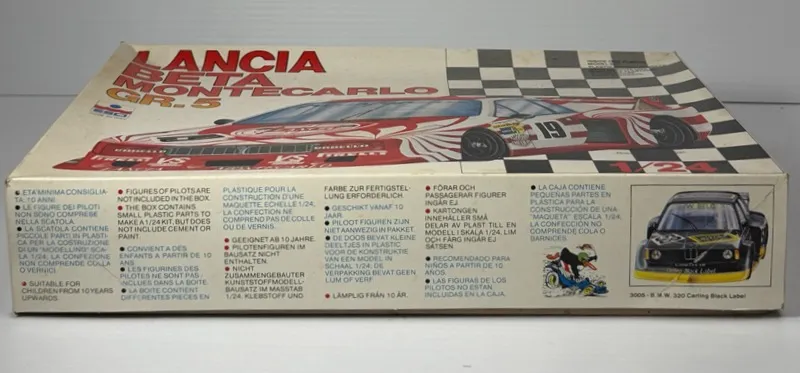 LANCIA
BETA
MONTECARLO
GR.5
ESCI
19
1/24
● ETA' MINIMA CONSIGLIA-
TA: 10 ANNI.
● LE FIGURE DEI PILOTI
NON SONO COMPRESE
NELLA SCATOLA.
● LA SCATOLA CONTIENE
PICCOLE PARTI IN PLASTI-
CA PER LA COSTRUZIONE
DI UN "MODELLINO" SCA-
LA 1/24, LA CONFEZIONE
NON COMPRENDE COLLA
O VERNICI
● SUITABLE FOR
CHILDREN FROM 10 YEARS
UPWARDS.
● FIGURES OF PILOTS ARE
NOT INCLUDED IN THE BOX.
● THE BOX CONTAINS
SMALL PLASTIC PARTS TO
MAKE A 1/24 KIT, BUT DOES
NOT INCLUDE CEMENT OR
PAINT.
● CONVIENT A DÉS
ENFANTS A PARTIR DE 10
ANS
● LES FIGURINES DES
PILOTES NE SONT PAS IN-
CLUES DANS LA BOITE.
● LA BOITE CONTIENT
DIFFERENTES PIECES EN
PLASTIQUE POUR LA
CONSTRUCTION D'UNE
MAQUETTE, ECHELLE 1/24,
LA CONFECTION NE
COMPREND PAS DE COLLE
OU DE VERNIS.
● GEEIGNET AB 10 JAHRE.
● PILOTENFIGUREN IM
BAUSATZ NICHT
ENTHALTEN.
● NICHT
ZUSAMMENGEBAUTER
KUNSTSTOFFMODELL-
BAUSATZ IM MASSTAB
1/24, KLEBSTOFF UND
FARBE ZUR FERTIGSTEL-
LUNG ERFORDERLICH.
● GESCHIKT VANAF 10
JAAR.
● PILOOT FIGUREN ZIJN
NIET AANWEZIG IN PAKKET
● DE DOOS BEVAT KLEINE
DEELTJES IN PLASTIC
VOOR DE KONSTRUKTIE
VAN EEN MODEL IN
SCHAAL 1/24; DE
VERPAKKING BEVAT GEEN
LIJM OF VERF
● LÄMPLIG FRÅN 10 ÅR.
● FÖRAR OCH
PASSAGERAR FIGURER
INGÅR EJ
● KARTONGEN
INNEHÅLLER SMÅ
DELAR AV PLAST TILL EN
MODELL I SKALA 1/24, LIM
OCH FÄRG INGÅR EJ
SATSEN.
● RECOMENDADO PARA
NIÑOS A PARTIR DE 10
AÑOS.
● LAS FIGURAS DE LOS
PILOTOS NO ESTAN
INCLUIDAS EN LA CAJA.
● LA CAJA CONTIENE
PEQUEÑAS PARTES EN
PLASTICA PARA LA
CONSTRUCCION DE UNA
"MAQUETA" ESCALA 1/24,
LA CONFECCION NO
COMPRENDE COLA O
BARNICES.
3005 - B.M.W. 320 Carling Black Label